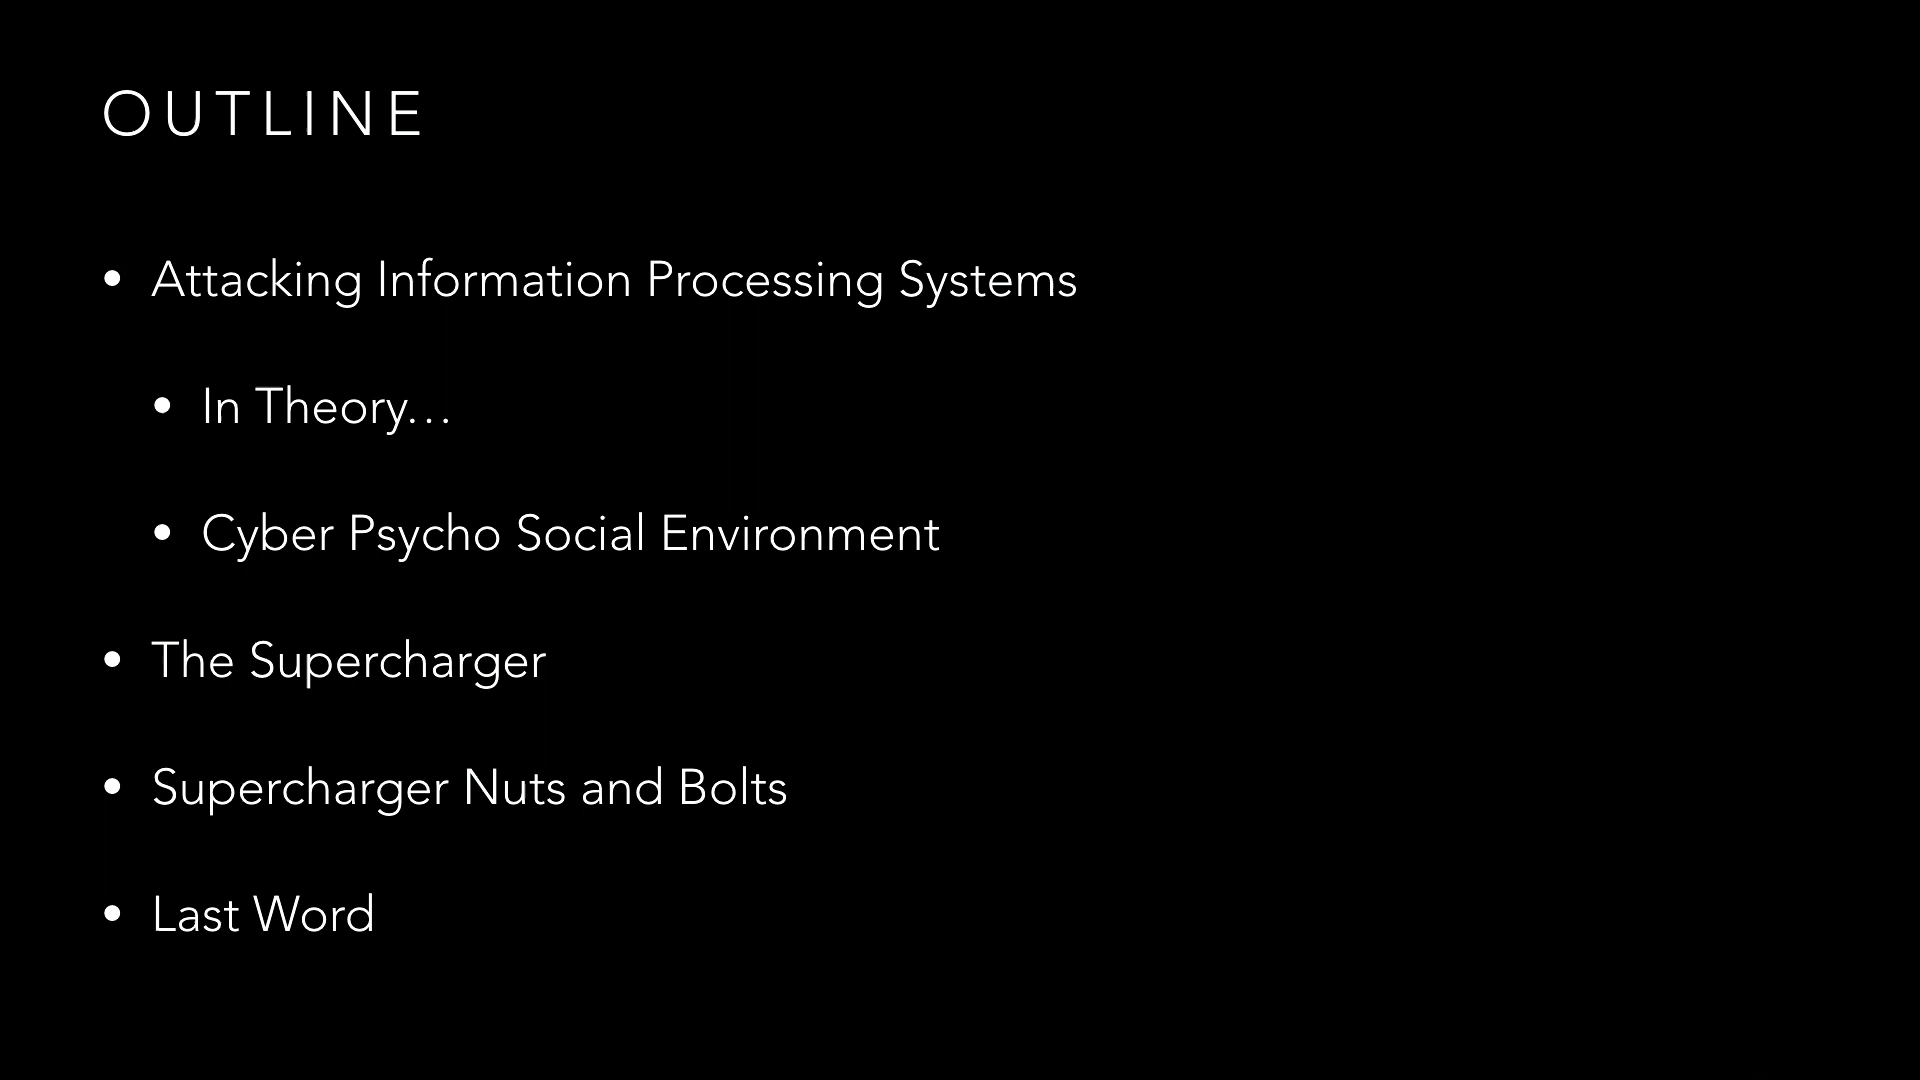 OUTLINE
• Attacking Information Processing Systems
• In Theory…
• Cyber Psycho Social Environment
• The Supercharger
• Supercharger Nuts and Bolts
• Last Word